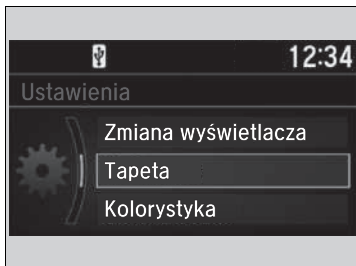 12:34
Ustawienia
Zmiana wyświetlacza
Tapeta
Kolorystyka